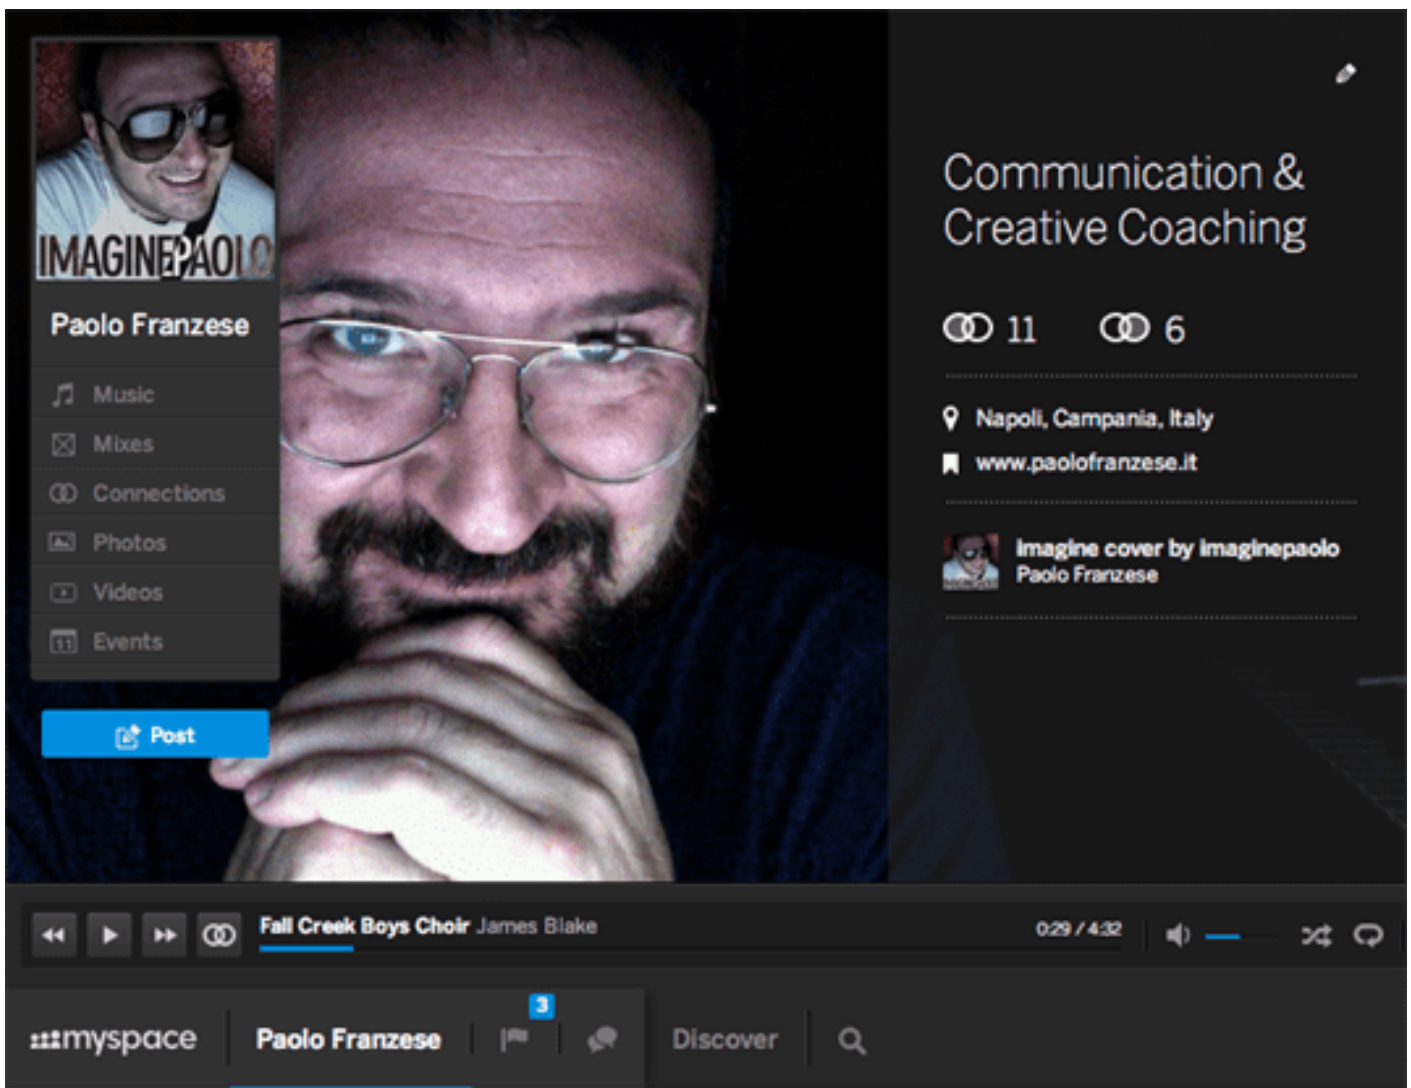 IMAGINEPAOLO
Paolo Franzese
Music
Mixes
Connections
Photos
Videos
11 Events
Post
Communication &
Creative Coaching
11 6
Napoli, Campania, Italy
www.paolofranzese.it
imagine cover by imaginepaolo
Paolo Franzese
Fall Creek Boys Choir James Blake
0:29 / 4:32
myspace Paolo Franzese 3 Discover